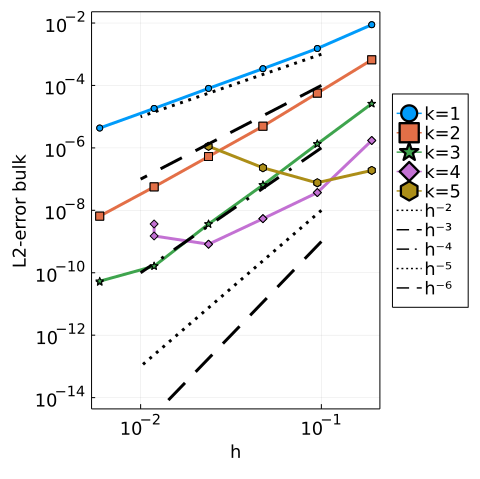 10⁻²
10⁻⁴
10⁻⁶
10⁻⁸
10⁻¹⁰
10⁻¹²
10⁻¹⁴
L2-error bulk
10⁻²
10⁻¹
h
k=1
k=2
k=3
k=4
k=5
h⁻²
h⁻³
h⁻⁴
h⁻⁵
h⁻⁶